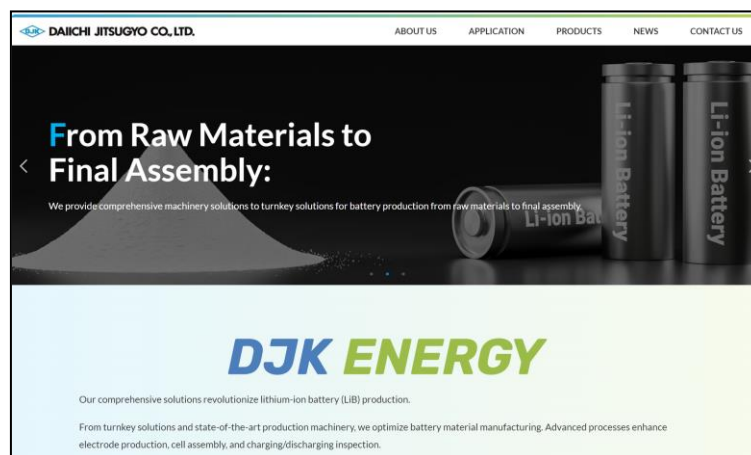 DJK DAIICHI JITSUGYO CO., LTD.
ABOUT US APPLICATION PRODUCTS NEWS CONTACT US
From Raw Materials to
Final Assembly:
We provide comprehensive machinery solutions to turnkey solutions for battery production from raw materials to final assembly.
Li-ion Bat
Li-ion Battery
Li-ion Battery
DJK ENERGY
Our comprehensive solutions revolutionize lithium-ion battery (LiB) production.
From turnkey solutions and state-of-the-art production machinery, we optimize battery material manufacturing. Advanced processes enhance
electrode production, cell assembly, and charging/discharging inspection.